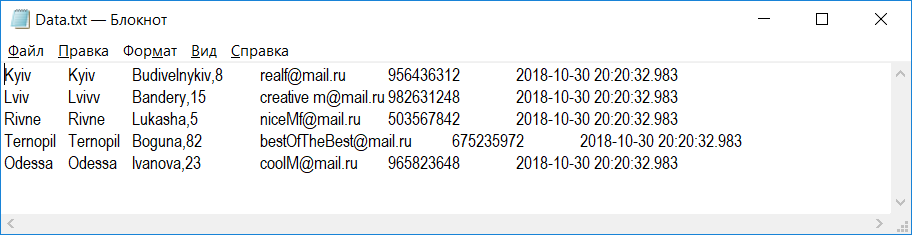 Data.txt — Блокнот
Файл Правка Формат Вид Справка
Kyiv Kyiv Budivelnykiv,8 realf@mail.ru 956436312 2018-10-30 20:20:32.983
Lviv Lvivv Bandery,15 creative m@mail.ru 982631248 2018-10-30 20:20:32.983
Rivne Rivne Lukasha,5 niceMf@mail.ru 503567842 2018-10-30 20:20:32.983
Ternopil Ternopil Boguna,82 bestOfTheBest@mail.ru 675235972 2018-10-30 20:20:32.983
Odessa Odessa Ivanova,23 coolM@mail.ru 965823648 2018-10-30 20:20:32.983